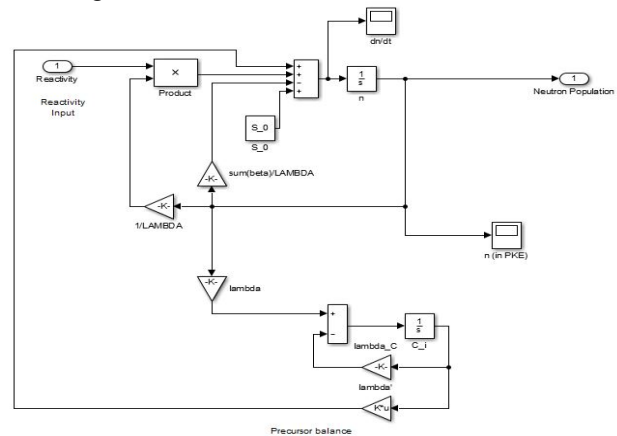 dn/dt
1
Reactivity
Reactivity
Input
×
Product
+
+
−
+
1
s
n
1
Neutron Population
S_0
S_0
-K-
sum(beta)/LAMBDA
-K-
1/LAMBDA
n (in PKE)
-K-
lambda
+
−
1
s
lambda_C
C_i
-K-
lambda'
K*u
Precursor balance